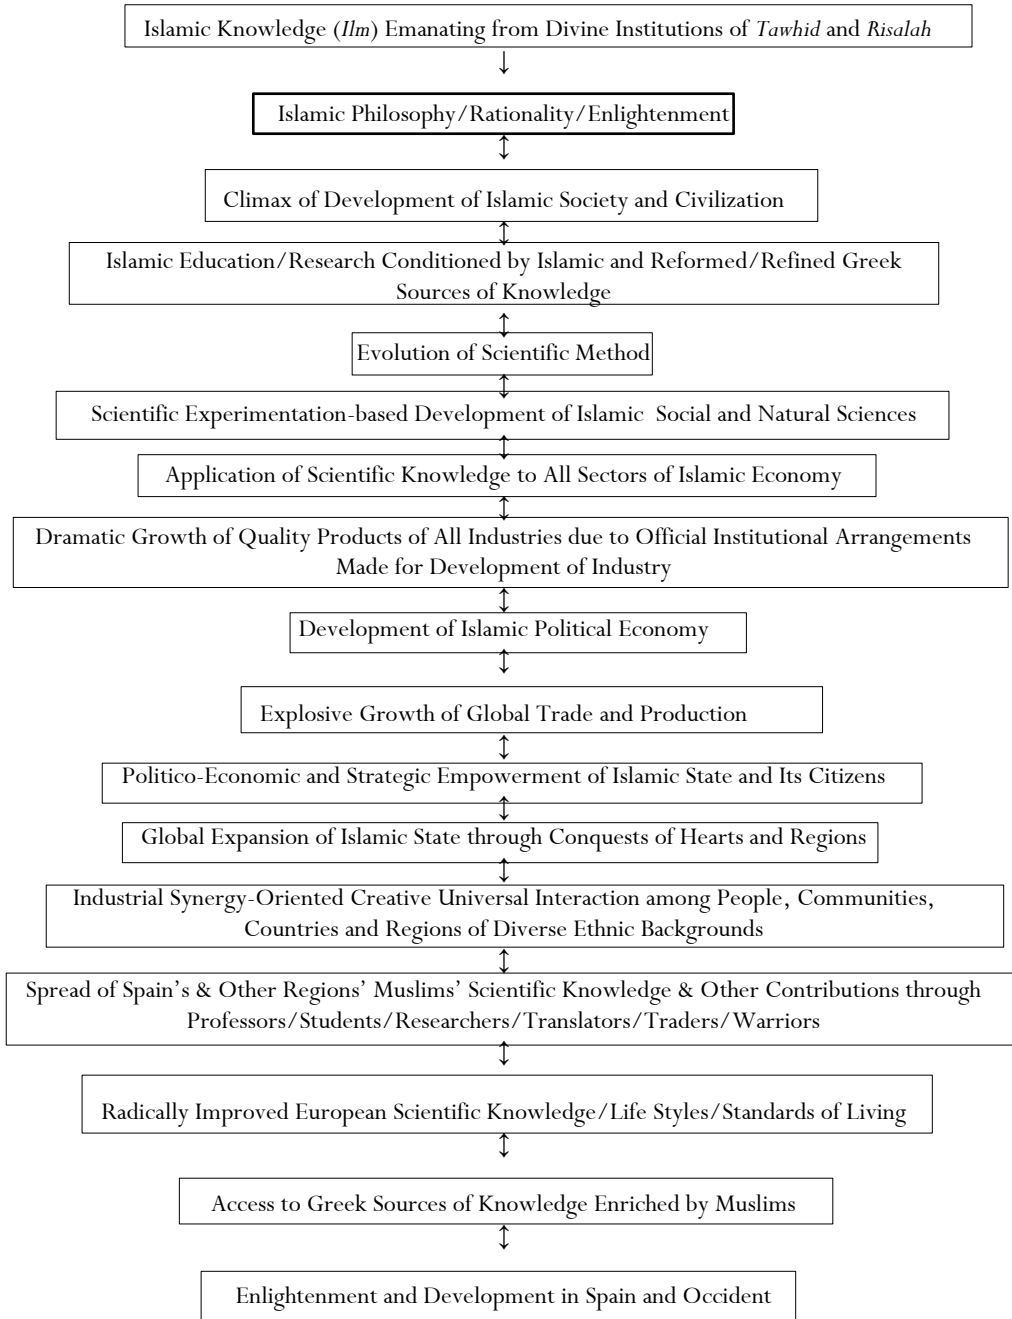 Islamic Knowledge (Ilm) Emanating from Divine Institutions of Tawhid and Risalah
Islamic Philosophy/Rationality/Enlightenment
Climax of Development of Islamic Society and Civilization
Islamic Education/Research Conditioned by Islamic and Reformed/Refined Greek
Sources of Knowledge
Evolution of Scientific Method
Scientific Experimentation-based Development of Islamic Social and Natural Sciences
Application of Scientific Knowledge to All Sectors of Islamic Economy
Dramatic Growth of Quality Products of All Industries due to Official Institutional Arrangements
Made for Development of Industry
Development of Islamic Political Economy
Explosive Growth of Global Trade and Production
Politico-Economic and Strategic Empowerment of Islamic State and Its Citizens
Global Expansion of Islamic State through Conquests of Hearts and Regions
Industrial Synergy-Oriented Creative Universal Interaction among People, Communities,
Countries and Regions of Diverse Ethnic Backgrounds
Spread of Spain's & Other Regions' Muslims' Scientific Knowledge & Other Contributions through
Professors/Students/Researchers/Translators/Traders/Warriors
Radically Improved European Scientific Knowledge/Life Styles/Standards of Living
Access to Greek Sources of Knowledge Enriched by Muslims
Enlightenment and Development in Spain and Occident